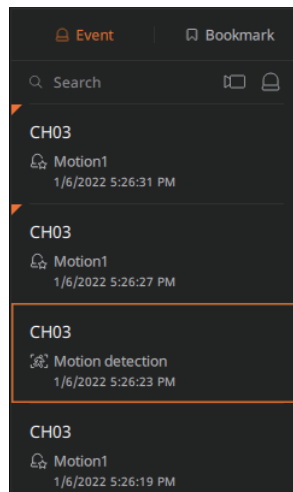 Event
Bookmark
Search
CH03
Motion1
1/6/2022 5:26:31 PM
CH03
Motion1
1/6/2022 5:26:27 PM
CH03
Motion detection
1/6/2022 5:26:23 PM
CH03
Motion1
1/6/2022 5:26:19 PM